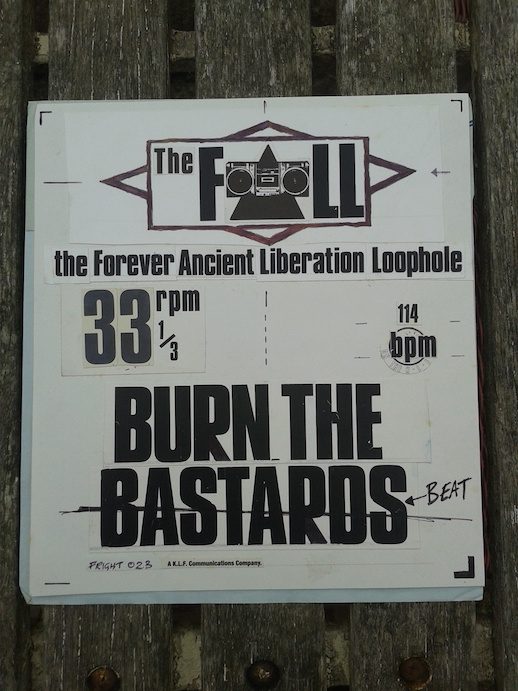 The FALL
the Forever Ancient Liberation Loophole
33 1/3 rpm
114
bpm
BURN THE
BASTARDS ← BEAT
FRIGHT 023
A K.L.F. Communications Company.